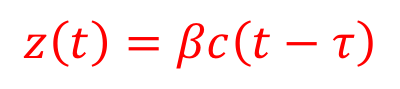 z(t) = βc(t − τ)